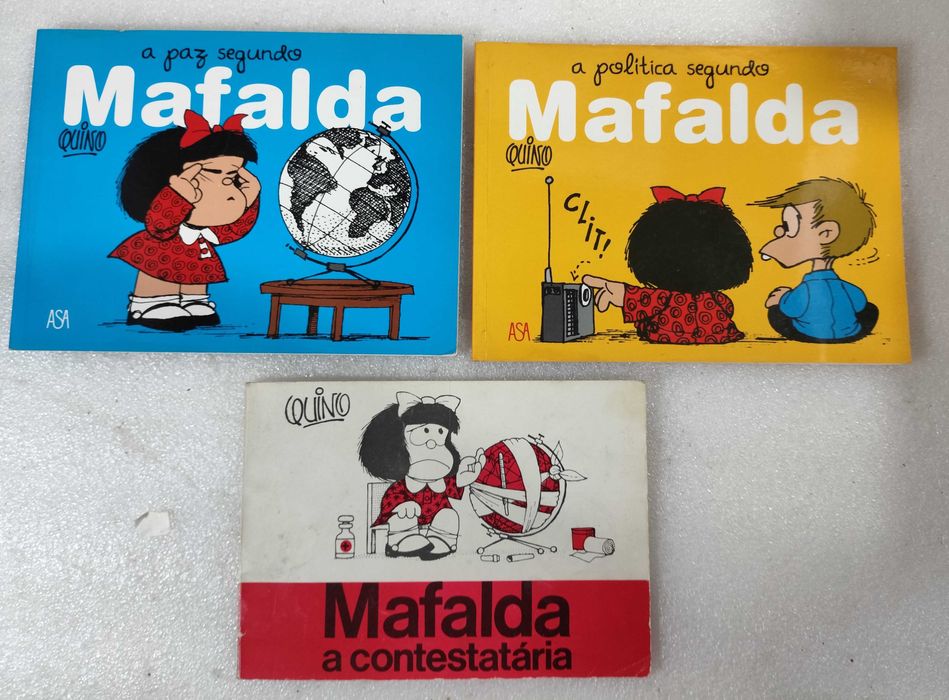 a paz segundo
Mafalda
QUINO
ASA
a política segundo
Mafalda
QUINO
CLIT!
ASA
QUINO
Mafalda
a contestatária